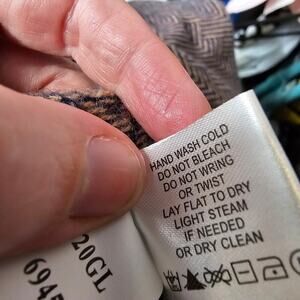 HAND WASH COLD
DO NOT BLEACH
DO NOT WRING
OR TWIST
LAY FLAT TO DRY
LIGHT STEAM
IF NEEDED
OR DRY CLEAN
20GL